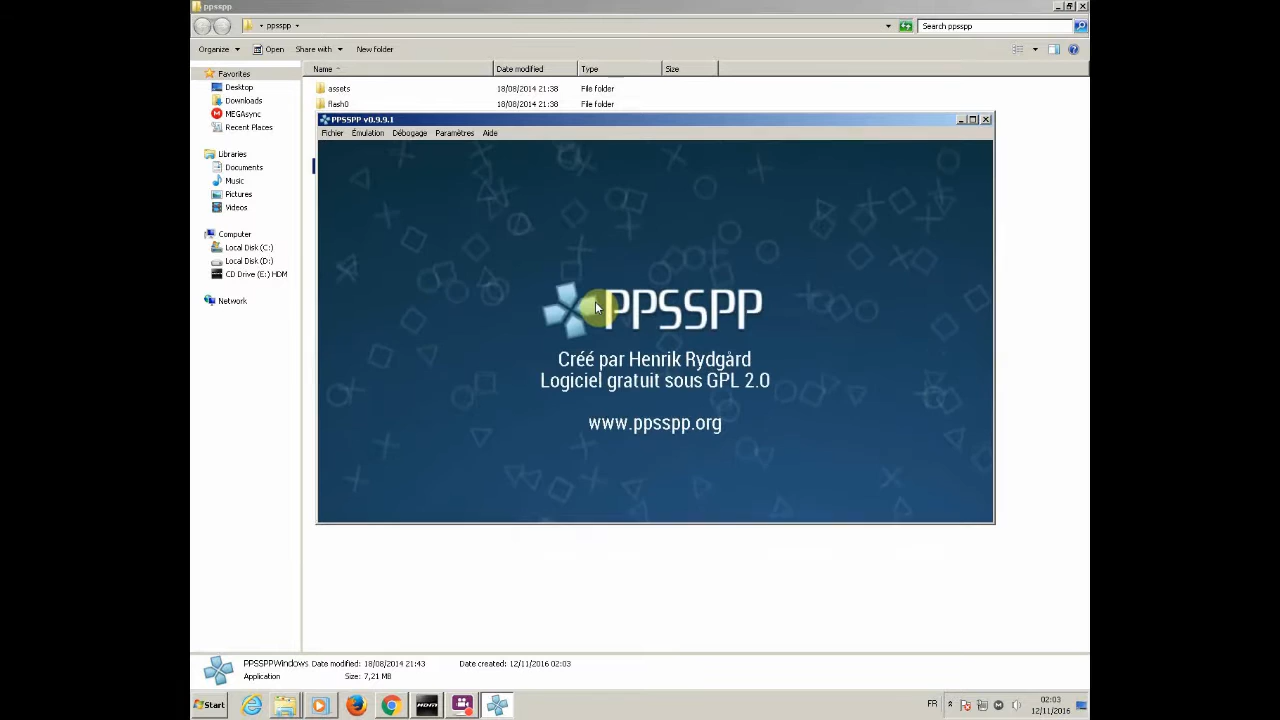 ppsspp
ppsspp
Search ppsspp
Organize
Open
Share with
New folder
Name
Date modified
Type
Size
Favorites
Desktop
Downloads
MEGAsync
Recent Places
Libraries
Documents
Music
Pictures
Videos
Computer
Local Disk (C:)
Local Disk (D:)
CD Drive (E:) HDM
Network
assets 18/08/2014 21:38 File folder
flash0 18/08/2014 21:38 File folder
PPSSPP v0.9.9.1
Fichier Émulation Débogage Paramètres Aide
PPSSPP
Créé par Henrik Rydgård
Logiciel gratuit sous GPL 2.0
www.ppsspp.org
PPSSPPWindows Date modified: 18/08/2014 21:43 Date created: 12/11/2016 02:03
Application Size: 7,21 MB
Start
HDM
FR
02:03
12/11/2016